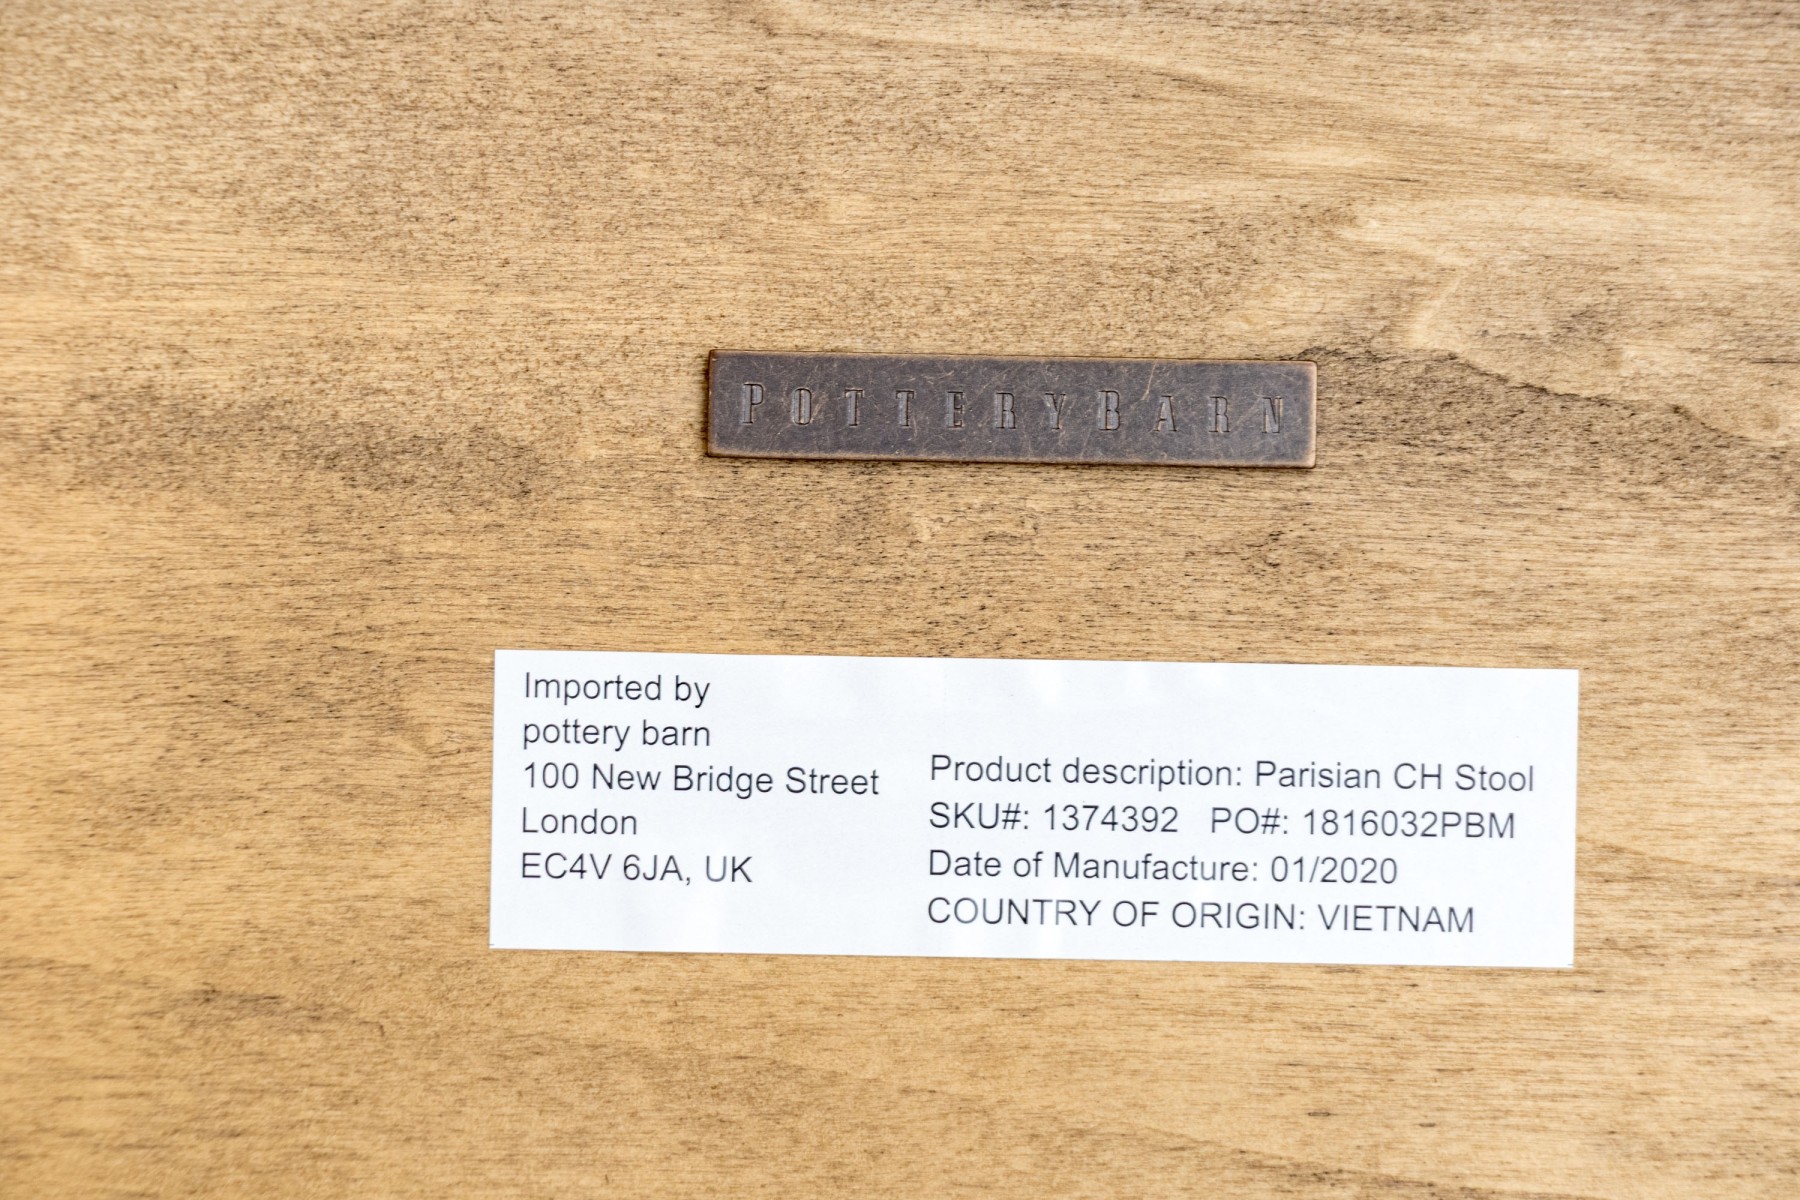 POTTERYBARN
Imported by
pottery barn
100 New Bridge Street
London
EC4V 6JA, UK
Product description: Parisian CH Stool
SKU#: 1374392 PO#: 1816032PBM
Date of Manufacture: 01/2020
COUNTRY OF ORIGIN: VIETNAM